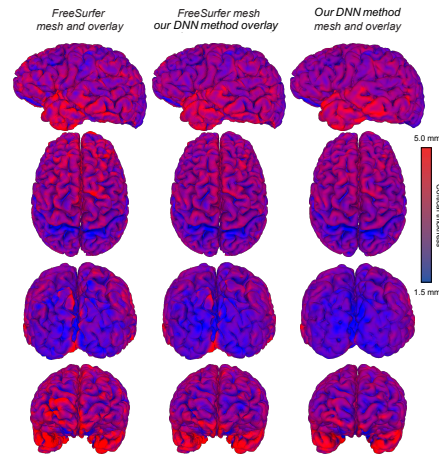 FreeSurfer
mesh and overlay
FreeSurfer mesh
our DNN method overlay
Our DNN method
mesh and overlay
5.0 mm
1.5 mm